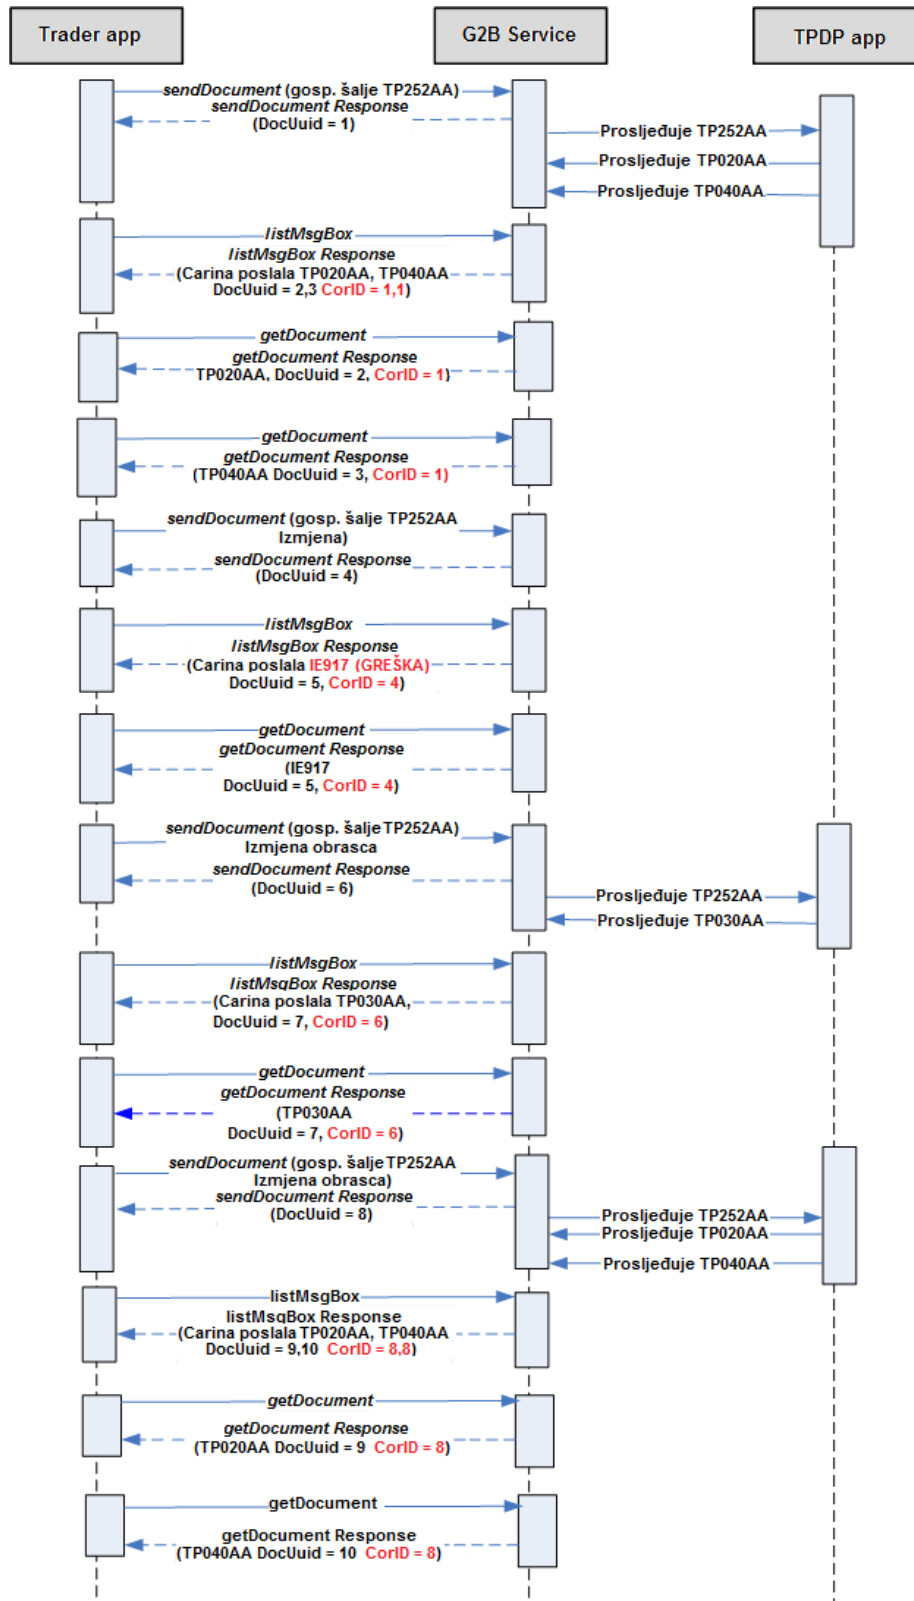 Trader app
G2B Service
TPDP app
sendDocument (gosp. šalje TP252AA)
sendDocument Response
(DocUuid = 1)
Prosljeđuje TP252AA
Prosljeđuje TP020AA
Prosljeđuje TP040AA
listMsgBox
listMsgBox Response
(Carina poslala TP020AA, TP040AA
DocUuid = 2,3 CorID = 1,1)
getDocument
getDocument Response
TP020AA, DocUuid = 2, CorID = 1)
getDocument
getDocument Response
(TP040AA DocUuid = 3, CorID = 1)
sendDocument (gosp. šalje TP252AA
Izmjena)
sendDocument Response
(DocUuid = 4)
listMsgBox
listMsgBox Response
(Carina poslala IE917 (GREŠKA)
DocUuid = 5, CorID = 4)
getDocument
getDocument Response
(IE917
DocUuid = 5, CorID = 4)
sendDocument (gosp. šalje TP252AA)
Izmjena obrasca
sendDocument Response
(DocUuid = 6)
Prosljeđuje TP252AA
Prosljeđuje TP030AA
listMsgBox
listMsgBox Response
(Carina poslala TP030AA,
DocUuid = 7, CorID = 6)
getDocument
getDocument Response
(TP030AA
DocUuid = 7, CorID = 6)
sendDocument (gosp. šalje TP252AA
Izmjena obrasca)
sendDocument Response
(DocUuid = 8)
Prosljeđuje TP252AA
Prosljeđuje TP020AA
Prosljeđuje TP040AA
listMsgBox
listMsgBox Response
(Carina poslala TP020AA, TP040AA
DocUuid = 9,10 CorID = 8,8)
getDocument
getDocument Response
(TP020AA DocUuid = 9 CorID = 8)
getDocument
getDocument Response
(TP040AA DocUuid = 10 CorID = 8)